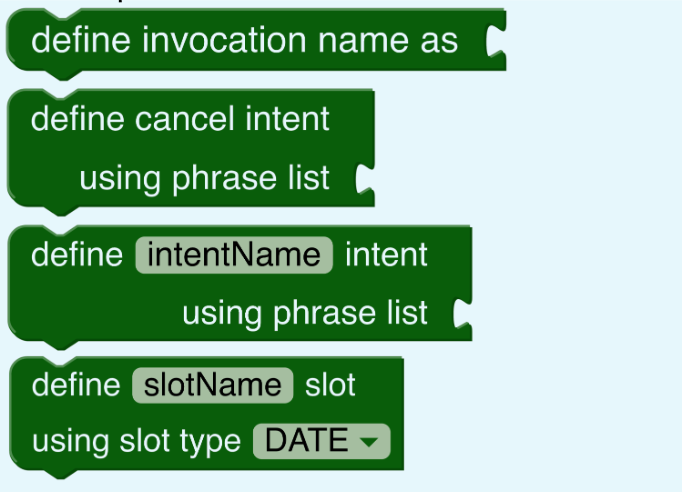 define invocation name as
define cancel intent
using phrase list
define intentName intent
using phrase list
define slotName slot
using slot type DATE